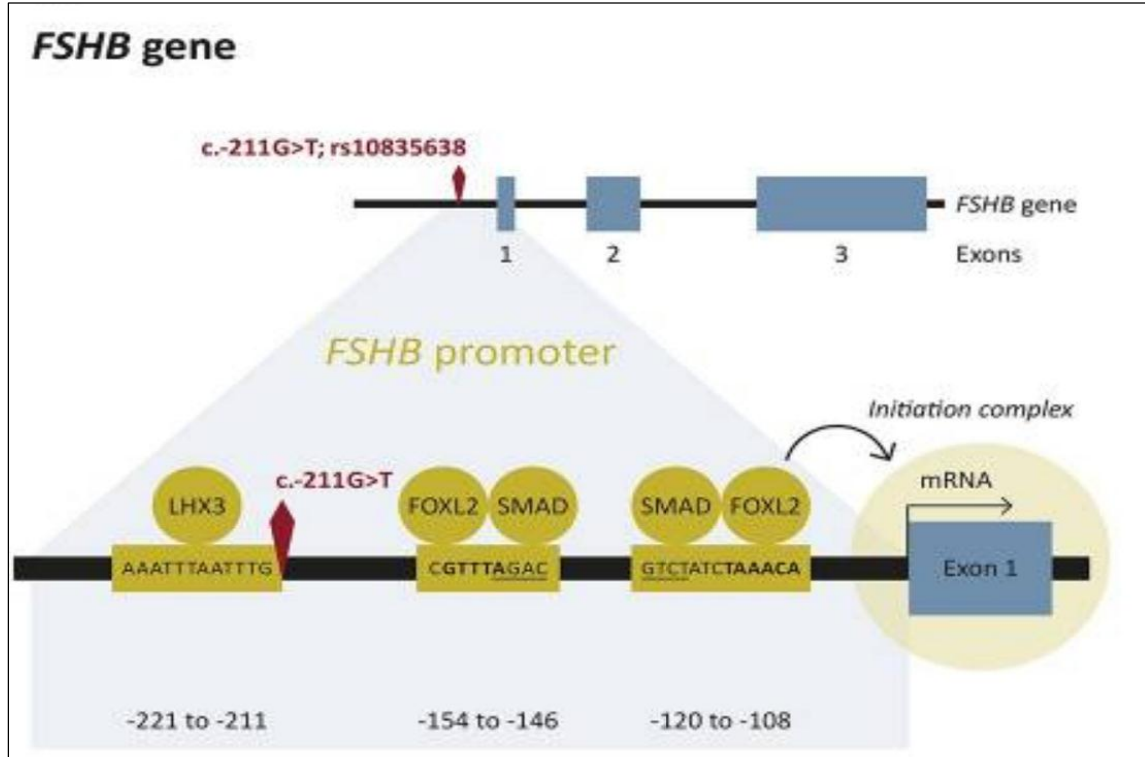 FSHB gene
c.-211G>T; rs10835638
FSHB gene
1 2 3 Exons
FSHB promoter
Initiation complex
c.-211G>T
mRNA
LHX3 FOXL2 SMAD SMAD FOXL2
AAATTTAATTTG CGTTTAGAC GTCTATCTAAACA Exon 1
-221 to -211 -154 to -146 -120 to -108